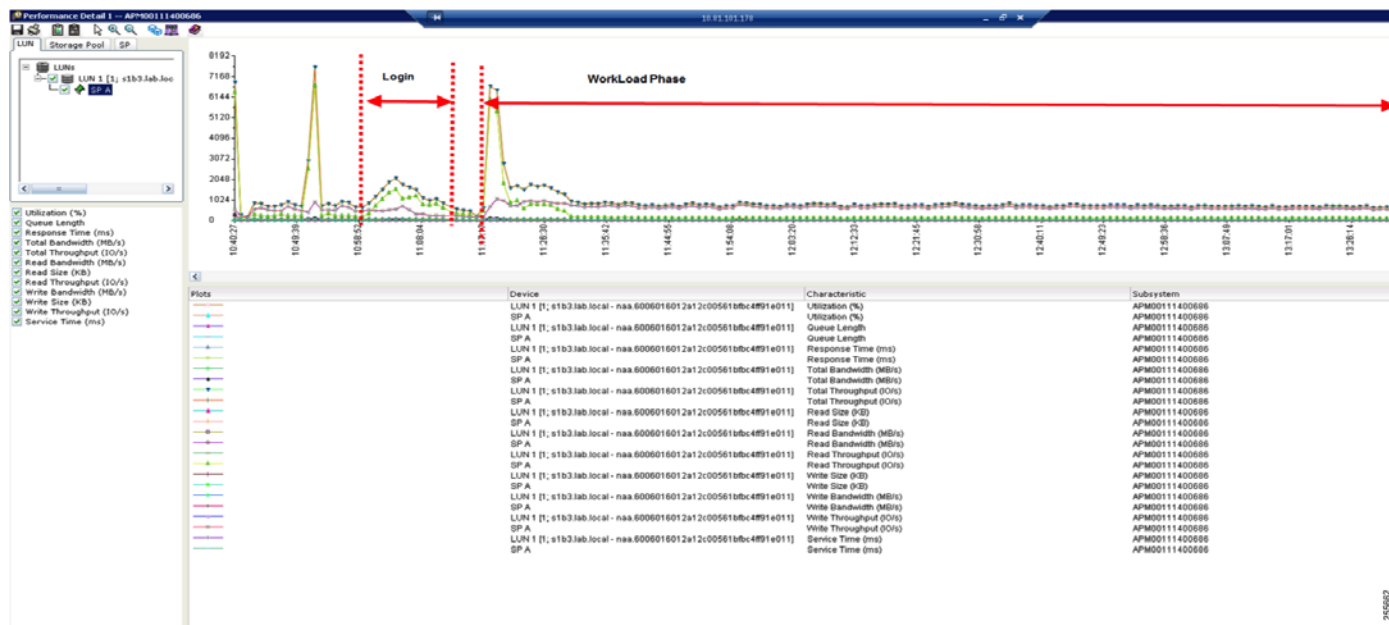 Performance Detail 1 -- APM00111400686
10.81.101.170
LUN
Storage Pool
SP
LUNs
LUN 1 [1; s1b3.lab.loc
SP A
Utilization (%)
Queue Length
Response Time (ms)
Total Bandwidth (MB/s)
Total Throughput (IO/s)
Read Bandwidth (MB/s)
Read Size (KB)
Read Throughput (IO/s)
Write Bandwidth (MB/s)
Write Size (KB)
Write Throughput (IO/s)
Service Time (ms)
Login
WorkLoad Phase
8192
7168
6144
5120
4096
3072
2048
1024
0
10:40:27
10:49:39
10:58:52
11:08:04
11:28:30
11:35:42
11:44:55
11:54:08
12:03:20
12:12:33
12:21:45
12:30:58
12:40:11
12:49:23
12:58:36
13:07:49
13:17:01
13:26:14
Plots Device Characteristic Subsystem
LUN 1 [1; s1b3.lab.local - naa.6006016012a12c00561bfbc4ff91e011] Utilization (%) APM00111400686
SP A Utilization (%) APM00111400686
LUN 1 [1; s1b3.lab.local - naa.6006016012a12c00561bfbc4ff91e011] Queue Length APM00111400686
SP A Queue Length APM00111400686
LUN 1 [1; s1b3.lab.local - naa.6006016012a12c00561bfbc4ff91e011] Response Time (ms) APM00111400686
SP A Response Time (ms) APM00111400686
LUN 1 [1; s1b3.lab.local - naa.6006016012a12c00561bfbc4ff91e011] Total Bandwidth (MB/s) APM00111400686
SP A Total Bandwidth (MB/s) APM00111400686
LUN 1 [1; s1b3.lab.local - naa.6006016012a12c00561bfbc4ff91e011] Total Throughput (IO/s) APM00111400686
SP A Total Throughput (IO/s) APM00111400686
LUN 1 [1; s1b3.lab.local - naa.6006016012a12c00561bfbc4ff91e011] Read Size (KB) APM00111400686
SP A Read Size (KB) APM00111400686
LUN 1 [1; s1b3.lab.local - naa.6006016012a12c00561bfbc4ff91e011] Read Bandwidth (MB/s) APM00111400686
SP A Read Bandwidth (MB/s) APM00111400686
LUN 1 [1; s1b3.lab.local - naa.6006016012a12c00561bfbc4ff91e011] Read Throughput (IO/s) APM00111400686
SP A Read Throughput (IO/s) APM00111400686
LUN 1 [1; s1b3.lab.local - naa.6006016012a12c00561bfbc4ff91e011] Write Size (KB) APM00111400686
SP A Write Size (KB) APM00111400686
LUN 1 [1; s1b3.lab.local - naa.6006016012a12c00561bfbc4ff91e011] Write Bandwidth (MB/s) APM00111400686
SP A Write Bandwidth (MB/s) APM00111400686
LUN 1 [1; s1b3.lab.local - naa.6006016012a12c00561bfbc4ff91e011] Write Throughput (IO/s) APM00111400686
SP A Write Throughput (IO/s) APM00111400686
LUN 1 [1; s1b3.lab.local - naa.6006016012a12c00561bfbc4ff91e011] Service Time (ms) APM00111400686
SP A Service Time (ms) APM00111400686